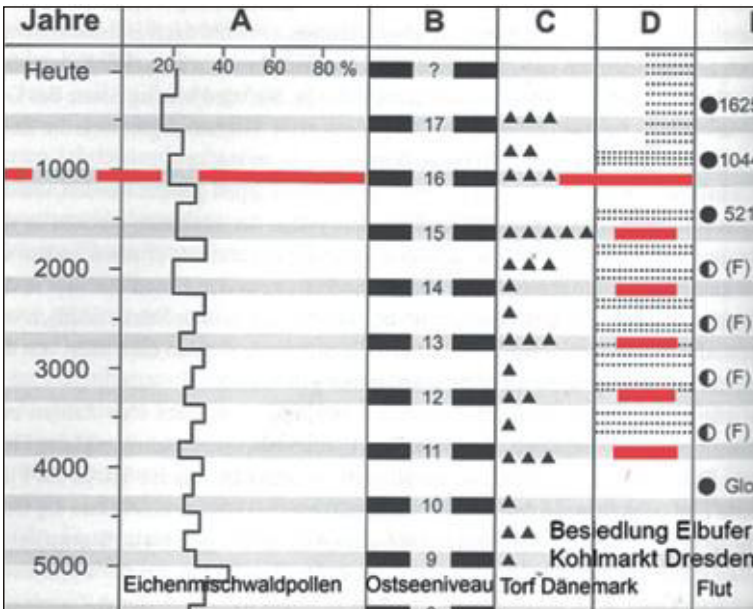 Jahre A B C D
20 40 60 80 %
Heute ?
1625
17
1044
1000 16
521
15
2000 (F)
14
(F)
13
3000
(F)
12
(F)
11
4000
Glo
10
Besiedlung Elbufer
9 Kohlmarkt Dresden
5000
Eichenmischwaldpollen Ostseeniveau Torf Dänemark Flut